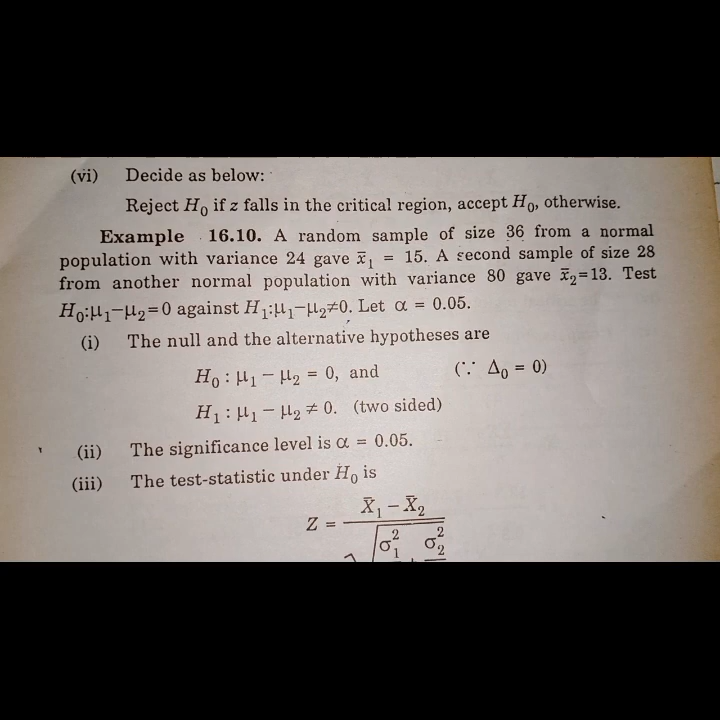 (vi) Decide as below:
Reject H₀ if z falls in the critical region, accept H₀, otherwise.
Example 16.10. A random sample of size 36 from a normal
population with variance 24 gave x̄₁ = 15. A second sample of size 28
from another normal population with variance 80 gave x̄₂=13. Test
H₀:μ₁–μ₂=0 against H₁:μ₁–μ₂≠0. Let α = 0.05.
(i) The null and the alternative hypotheses are
H₀ : μ₁ – μ₂ = 0, and (∵ Δ₀ = 0)
H₁ : μ₁ – μ₂ ≠ 0. (two sided)
(ii) The significance level is α = 0.05.
(iii) The test-statistic under H₀ is
X̄₁ – X̄₂
Z =
σ₁² σ₂²